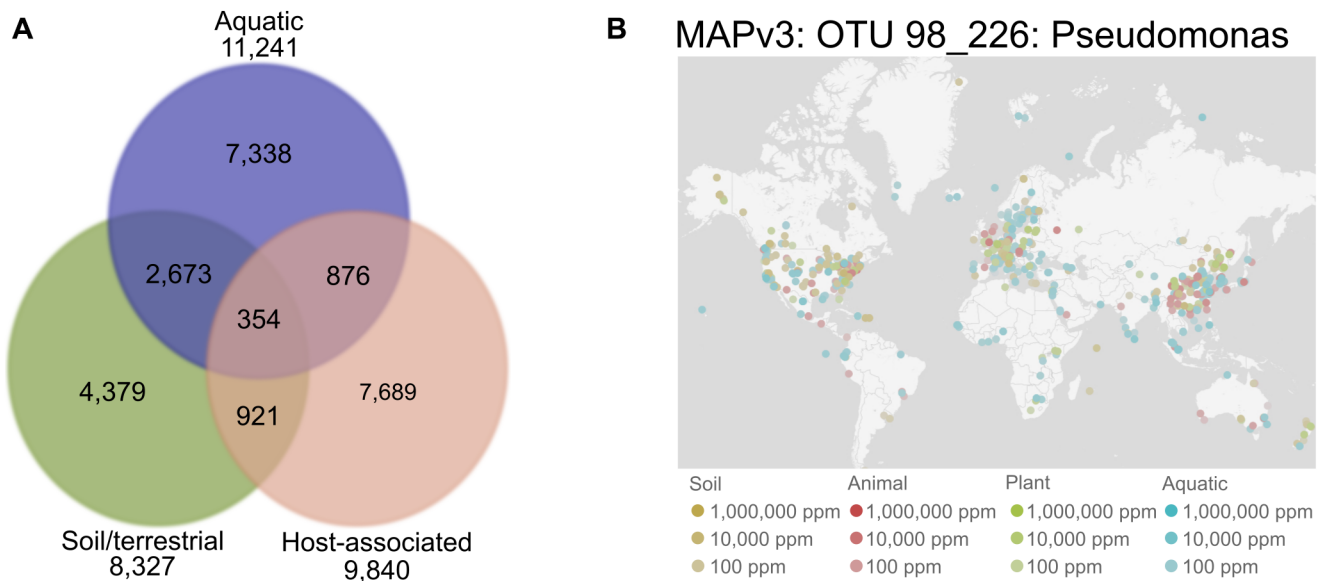 A
Aquatic
11,241
7,338
2,673
876
354
4,379
7,689
921
Soil/terrestrial
8,327
Host-associated
9,840
B
MAPv3: OTU 98_226: Pseudomonas
Soil
1,000,000 ppm
10,000 ppm
100 ppm
Animal
1,000,000 ppm
10,000 ppm
100 ppm
Plant
1,000,000 ppm
10,000 ppm
100 ppm
Aquatic
1,000,000 ppm
10,000 ppm
100 ppm